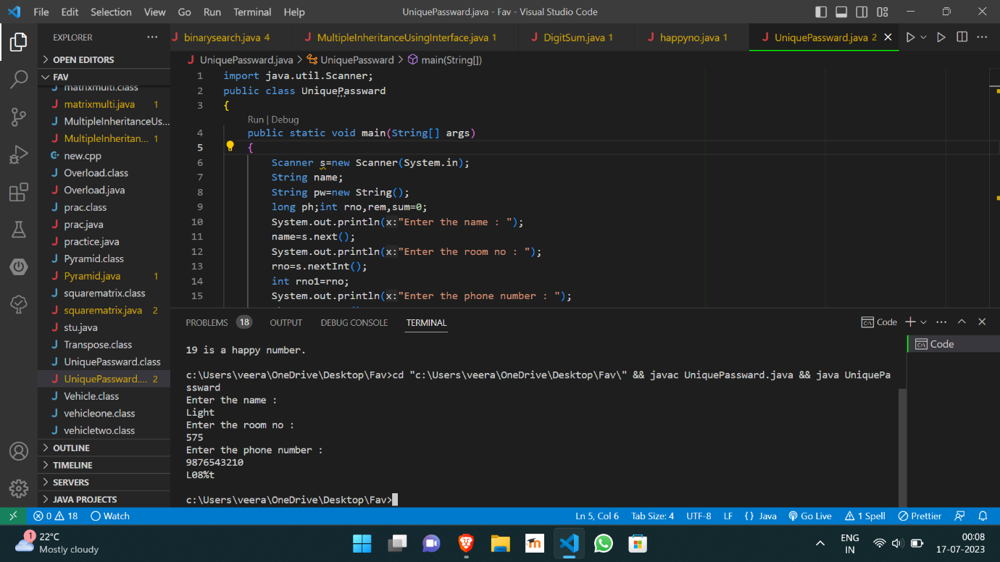 File Edit Selection View Go Run Terminal Help
UniquePassward.java - Fav - Visual Studio Code
EXPLORER
binarysearch.java 4
MultipleInheritanceUsingInterface.java 1
DigitSum.java 1
happyno.java 1
UniquePassward.java 2
OPEN EDITORS
UniquePassward.java > UniquePassward > main(String[])
FAV
matrixmulti.class
matrixmulti.java 1
MultipleInheritanceUs...
MultipleInheritan... 1
new.cpp
Overload.class
Overload.java
prac.class
prac.java
practice.java
Pyramid.class
Pyramid.java 1
squarematrix.class
squarematrix.java 2
stu.java
Transpose.class
UniquePassward.class
UniquePassward.... 2
Vehicle.class
vehicleone.class
vehicletwo.class
OUTLINE
TIMELINE
SERVERS
JAVA PROJECTS
1 import java.util.Scanner;
2 public class UniquePassward
3 {
Run | Debug
4 public static void main(String[] args)
5 {
6 Scanner s=new Scanner(System.in);
7 String name;
8 String pw=new String();
9 long ph;int rno,rem,sum=0;
10 System.out.println(x:"Enter the name : ");
11 name=s.next();
12 System.out.println(x:"Enter the room no : ");
13 rno=s.nextInt();
14 int rno1=rno;
15 System.out.println(x:"Enter the phone number : ");
PROBLEMS 18 OUTPUT DEBUG CONSOLE TERMINAL
Code
Code
19 is a happy number.
c:\Users\veera\OneDrive\Desktop\Fav>cd "c:\Users\veera\OneDrive\Desktop\Fav\" && javac UniquePassward.java && java UniquePa
ssward
Enter the name :
Light
Enter the room no :
575
Enter the phone number :
9876543210
L08%t
c:\Users\veera\OneDrive\Desktop\Fav>
0 18 Watch
Ln 5, Col 6 Tab Size: 4 UTF-8 LF {} Java Go Live 1 Spell Prettier
1
22°C
Mostly cloudy
m
ENG
IN
00:08
17-07-2023